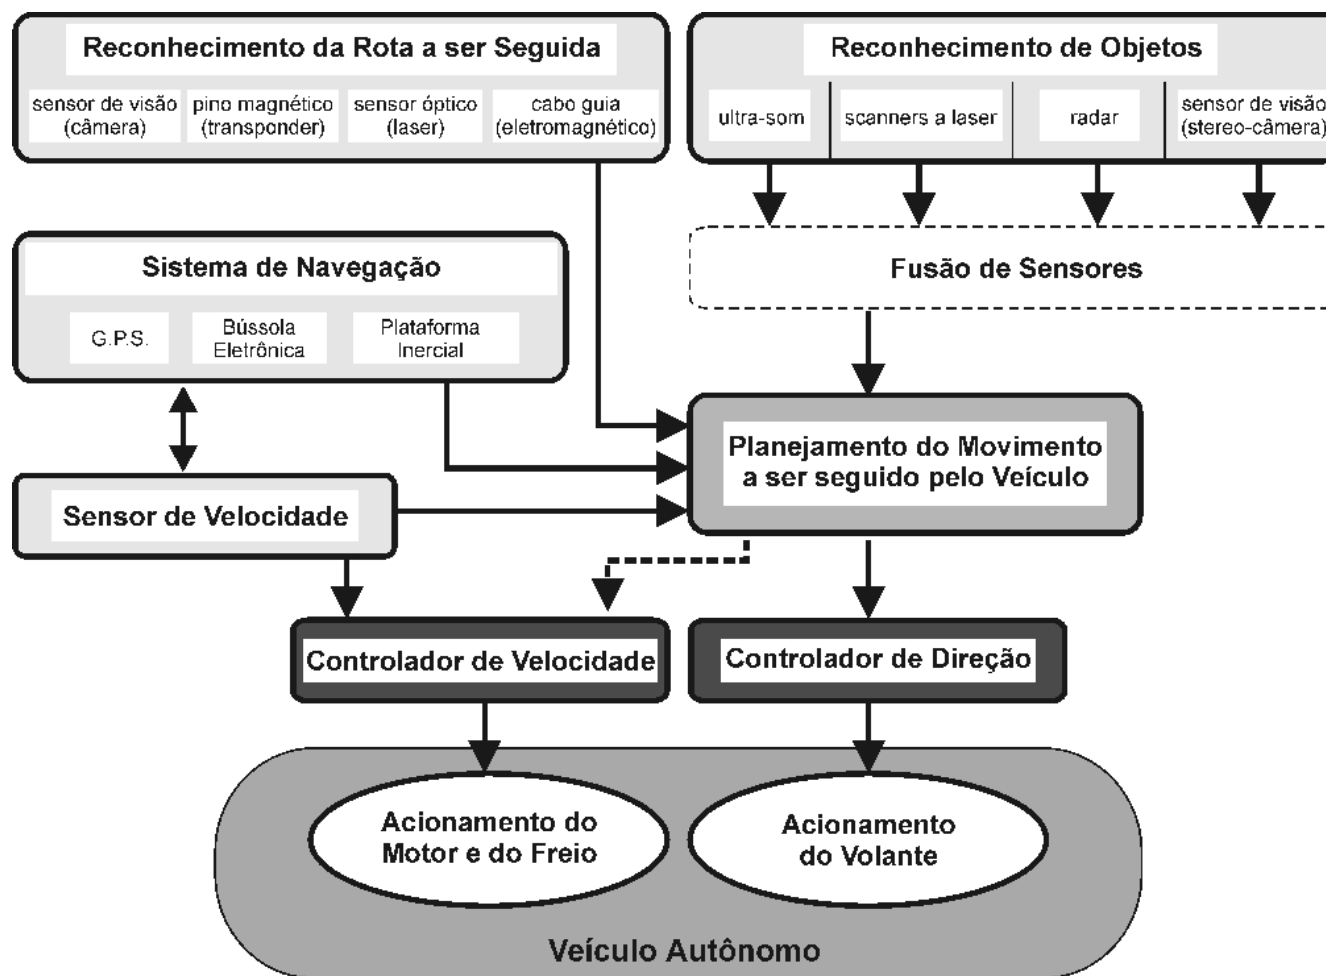 Reconhecimento da Rota a ser Seguida
sensor de visão
(câmera)
pino magnético
(transponder)
sensor óptico
(laser)
cabo guia
(eletromagnético)
Reconhecimento de Objetos
ultra-som
scanners a laser
radar
sensor de visão
(stereo-câmera)
Fusão de Sensores
Sistema de Navegação
G.P.S.
Bússola
Eletrônica
Plataforma
Inercial
Planejamento do Movimento
a ser seguido pelo Veículo
Sensor de Velocidade
Controlador de Velocidade
Controlador de Direção
Acionamento do
Motor e do Freio
Acionamento
do Volante
Veículo Autônomo